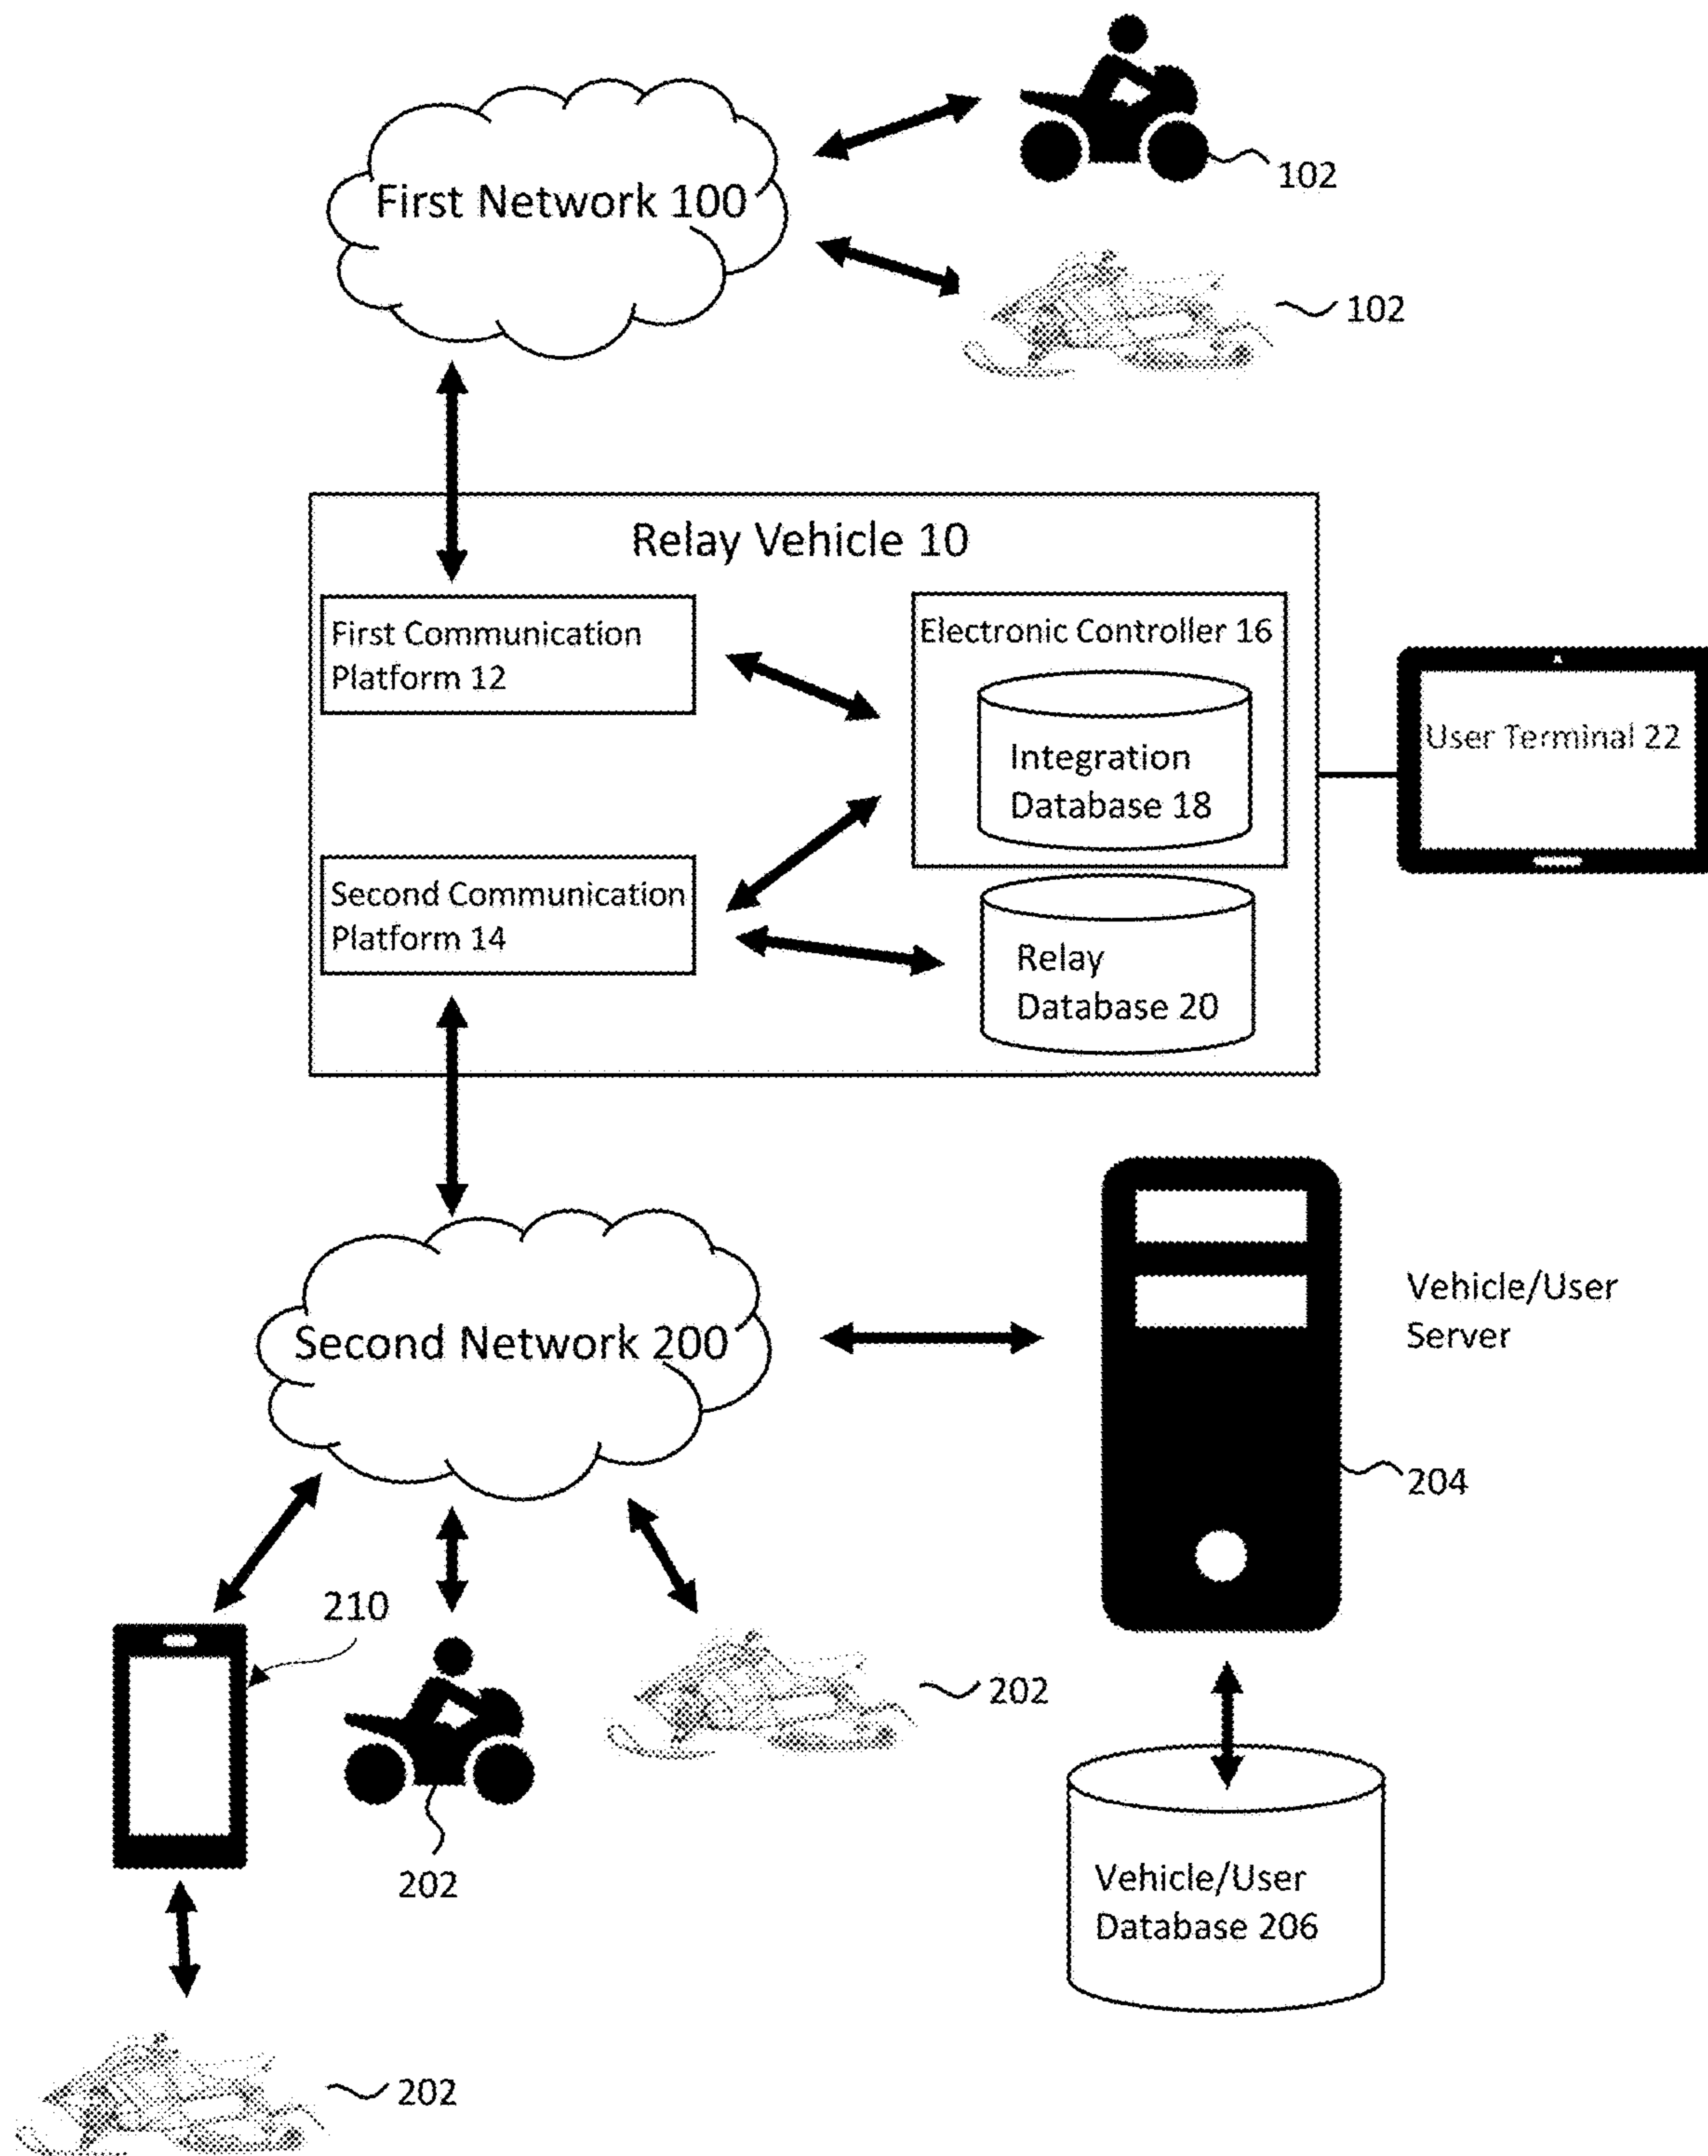 102
First Network 100
102
Relay Vehicle 10
First Communication
Platform 12
Electronic Controller 16
Integration
Database 18
User Terminal 22
Second Communication
Platform 14
Relay
Database 20
Second Network 200
Vehicle/User
Server
204
210
202
202
Vehicle/User
Database 206
202